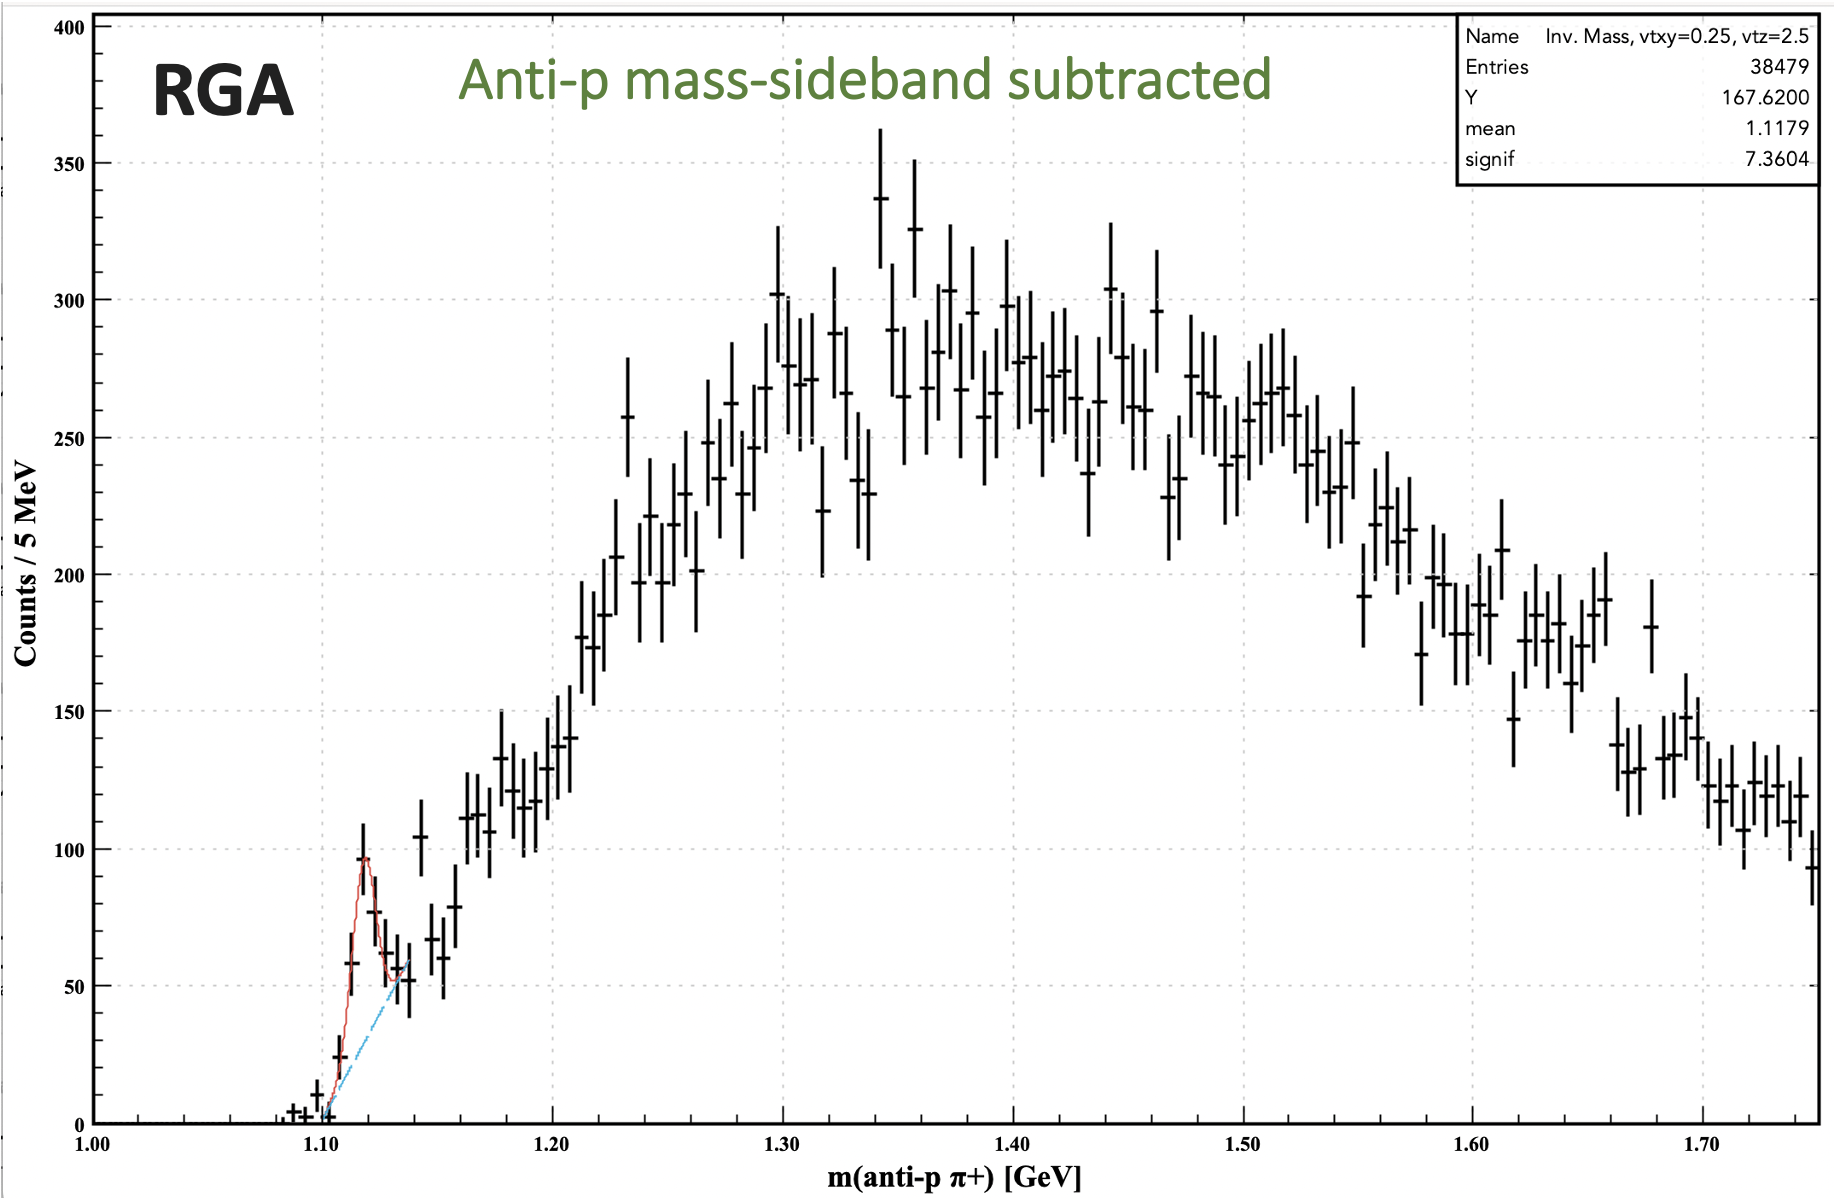 RGA
Anti-p mass-sideband subtracted
Name Inv. Mass, vtxy=0.25, vtz=2.5
Entries 38479
Y 167.6200
mean 1.1179
signif 7.3604
400
350
300
250
200
150
100
50
0
Counts / 5 MeV
1.00 1.10 1.20 1.30 1.40 1.50 1.60 1.70
m(anti-p π+) [GeV]